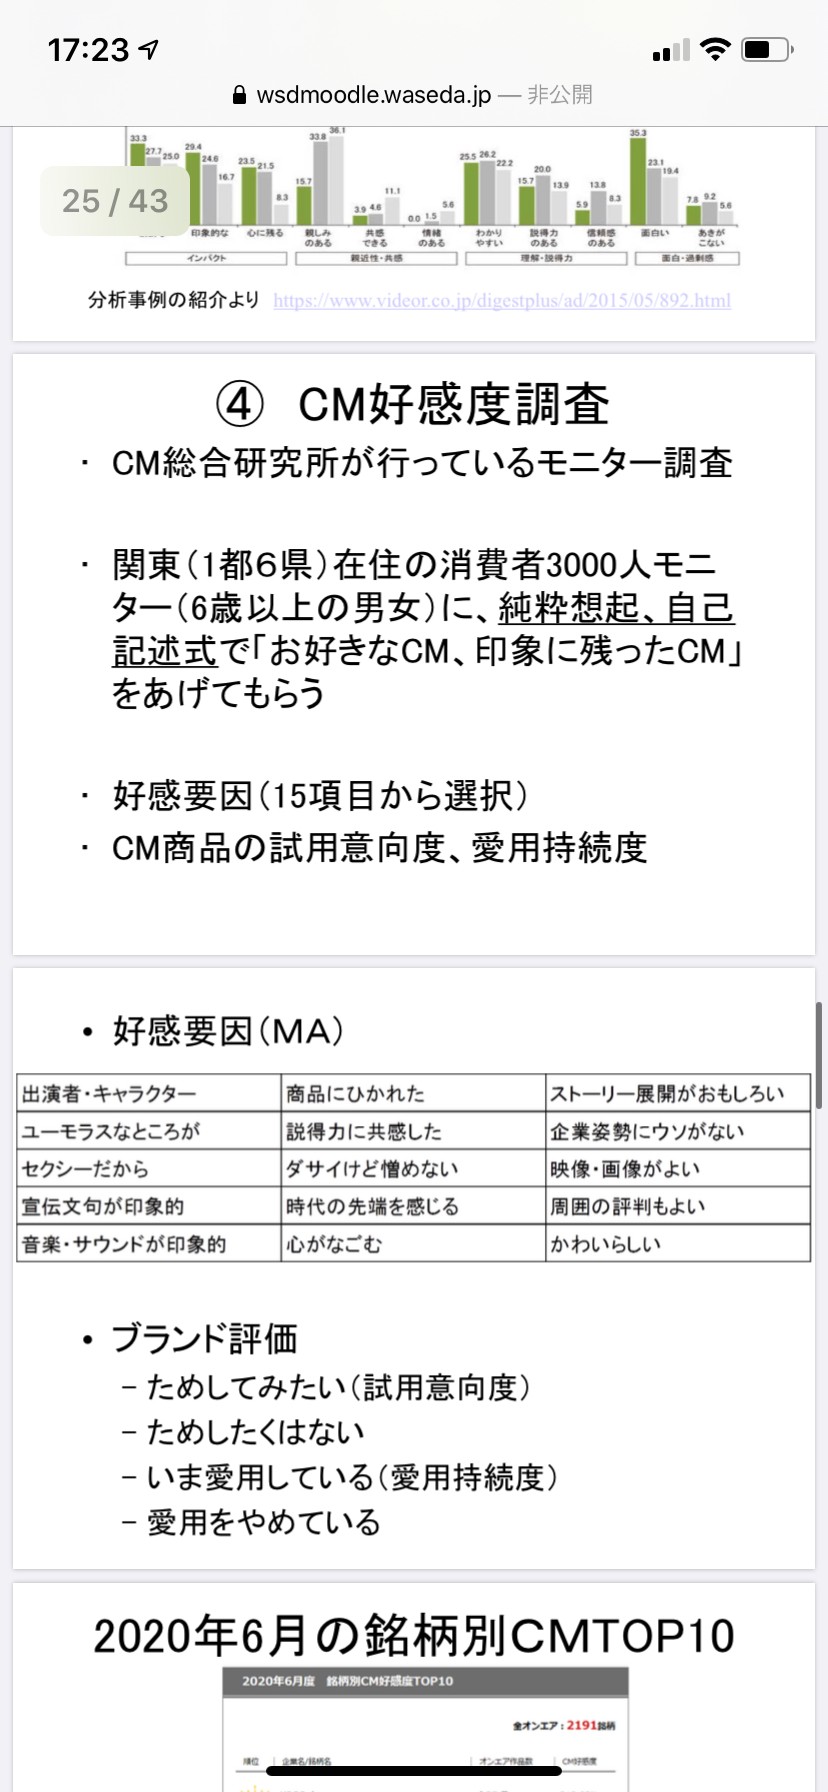 17:23
wsdmoodle.waseda.jp — 非公開
25 / 43
33.3 27.7 25.0 29.4 24.6 16.7 23.5 21.5 8.3 15.7 33.8 36.1 3.9 4.6 11.1 0.0 1.5 5.6 25.5 26.2 22.2 15.7 20.0 13.9 5.9 13.8 8.3 35.3 23.1 19.4 7.8 9.2 5.6
印象的な 心に残る 親しみ 共感 情緒 わかり 説得力 信頼感 面白い あきが
のある できる のある やすい のある のある こない
インパクト 親近性・共感 理解・説得力 面白・過剰感
分析事例の紹介より https://www.videor.co.jp/digestplus/ad/2015/05/892.html
④ CM好感度調査
・ CM総合研究所が行っているモニター調査
・ 関東（1都６県）在住の消費者3000人モニ
ター（6歳以上の男女）に、純粋想起、自己
記述式で「お好きなCM、印象に残ったCM」
をあげてもらう
・ 好感要因（15項目から選択）
・ CM商品の試用意向度、愛用持続度
• 好感要因（MA）
出演者・キャラクター 商品にひかれた ストーリー展開がおもしろい
ユーモラスなところが 説得力に共感した 企業姿勢にウソがない
セクシーだから ダサイけど憎めない 映像・画像がよい
宣伝文句が印象的 時代の先端を感じる 周囲の評判もよい
音楽・サウンドが印象的 心がなごむ かわいらしい
• ブランド評価
– ためしてみたい（試用意向度）
– ためしたくはない
– いま愛用している（愛用持続度）
– 愛用をやめている
2020年6月の銘柄別CMTOP10
2020年6月度 銘柄別CM好感度TOP10
全オンエア：2191銘柄
順位 企業名/銘柄名 オンエア作品数 CM好感度